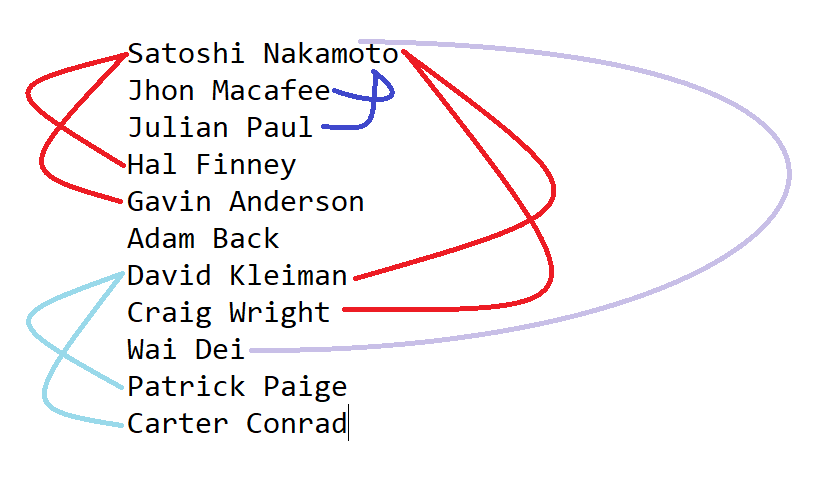 Satoshi Nakamoto
Jhon Macafee
Julian Paul
Hal Finney
Gavin Anderson
Adam Back
David Kleiman
Craig Wright
Wai Dei
Patrick Paige
Carter Conrad